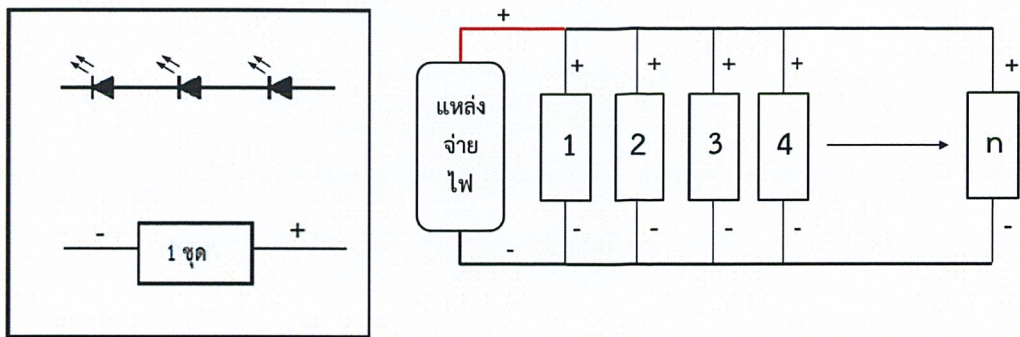 - 1 ชุด +
+
แหล่ง
จ่าย
ไฟ
-
+ + + + +
1 2 3 4 n
- - - - -